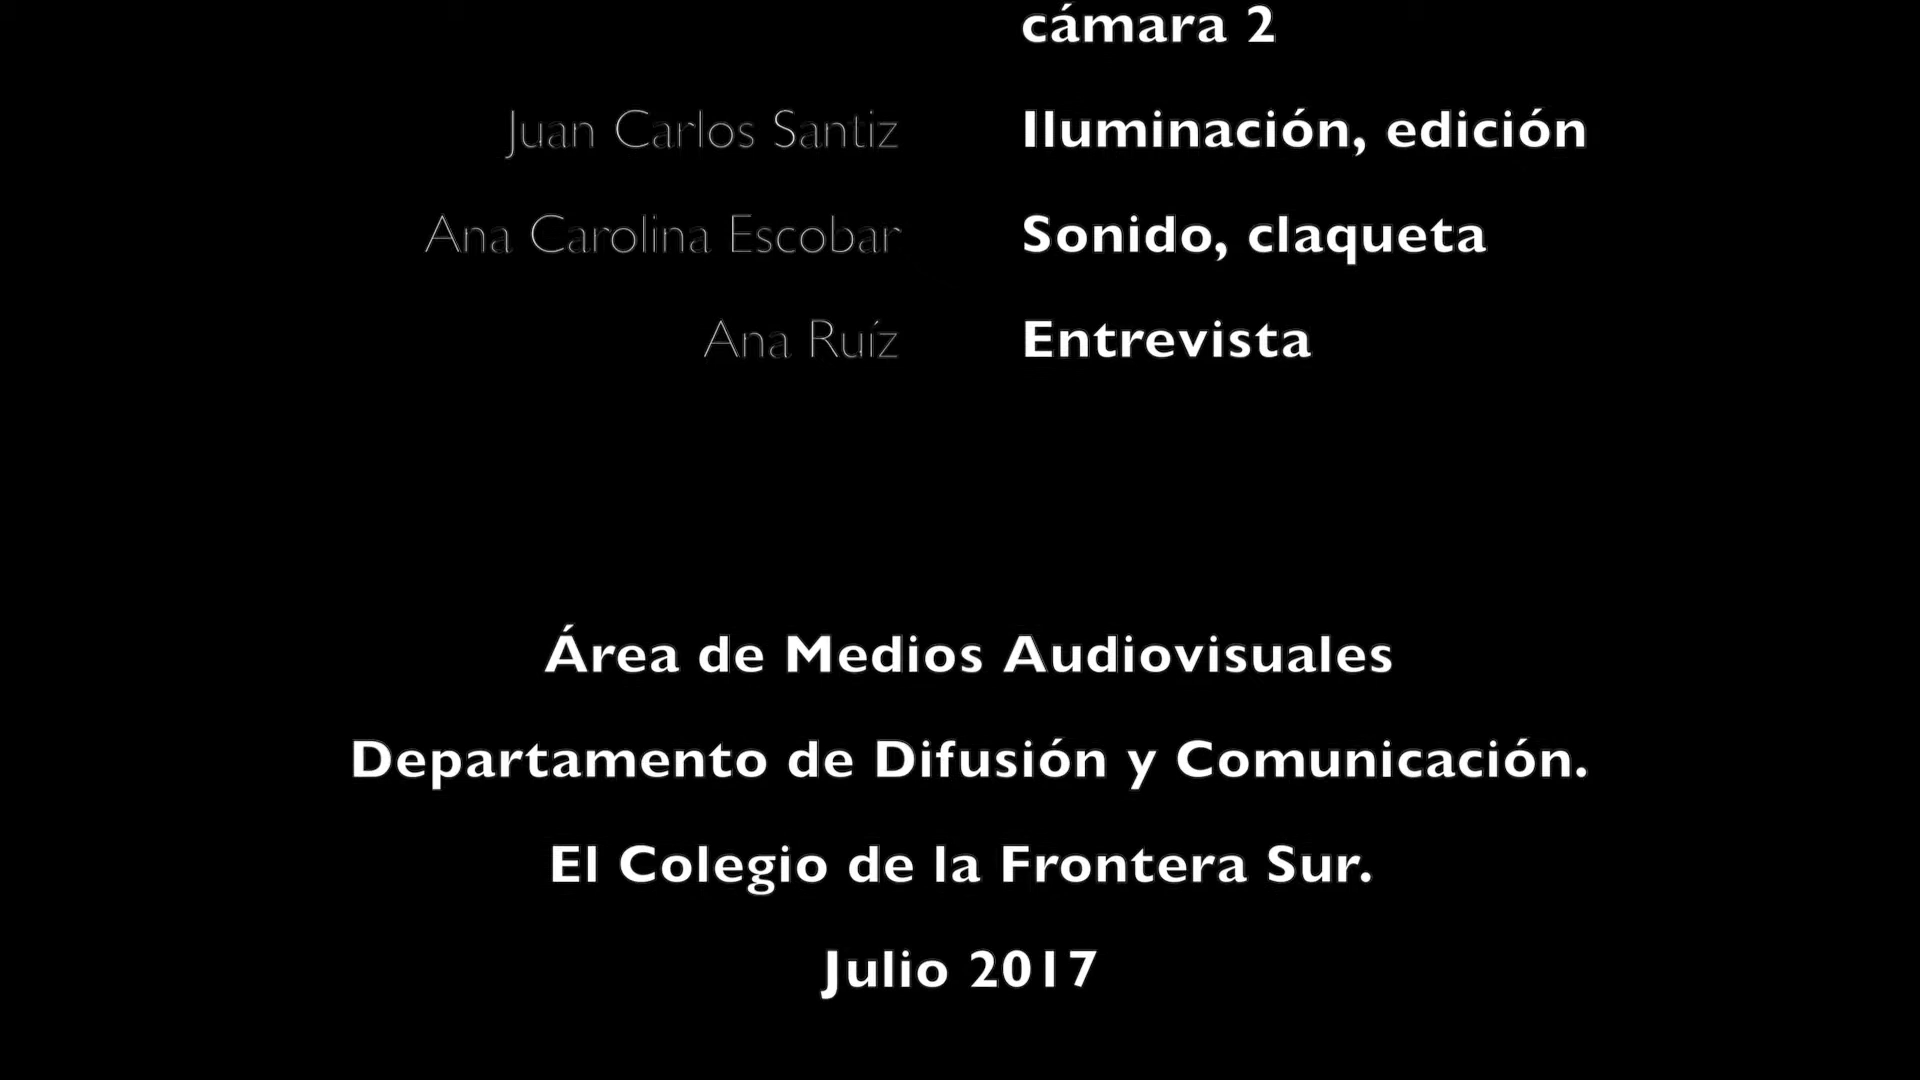 cámara 2
Juan Carlos Santiz Iluminación, edición
Ana Carolina Escobar Sonido, claqueta
Ana Ruíz Entrevista
Área de Medios Audiovisuales
Departamento de Difusión y Comunicación.
El Colegio de la Frontera Sur.
Julio 2017